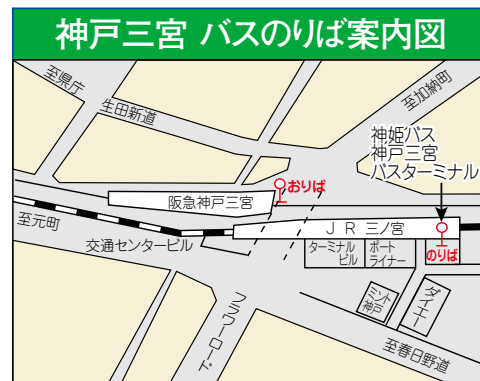 神戸三宮 バスのりば案内図
至県庁
生田新道
至加納町
神姫バス
神戸三宮
バスターミナル
おりば
阪急神戸三宮
至元町
JR 三ノ宮
交通センタービル
ターミナル
ビル
ポート
ライナー
のりば
フラワーロード
ミント
神戸
ダイエー
至春日野道